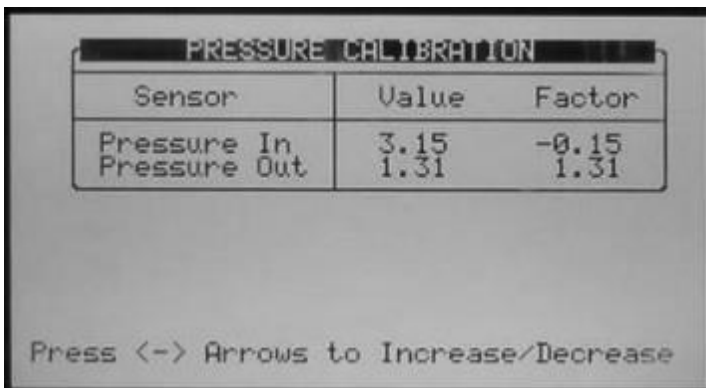 PRESSURE CALIBRATION
Sensor Value Factor
Pressure In 3.15 -0.15
Pressure Out 1.31 1.31
Press <-> Arrows to Increase/Decrease